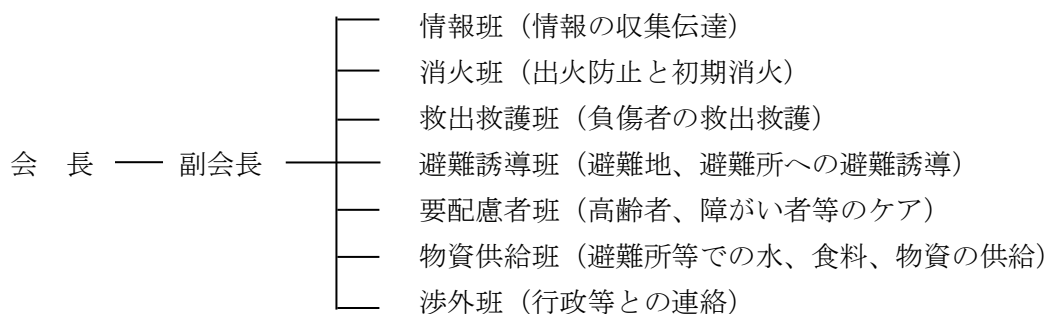 情報班（情報の収集伝達）
消火班（出火防止と初期消火）
救出救護班（負傷者の救出救護）
会　長 副会長 避難誘導班（避難地、避難所への避難誘導）
要配慮者班（高齢者、障がい者等のケア）
物資供給班（避難所等での水、食料、物資の供給）
渉外班（行政等との連絡）